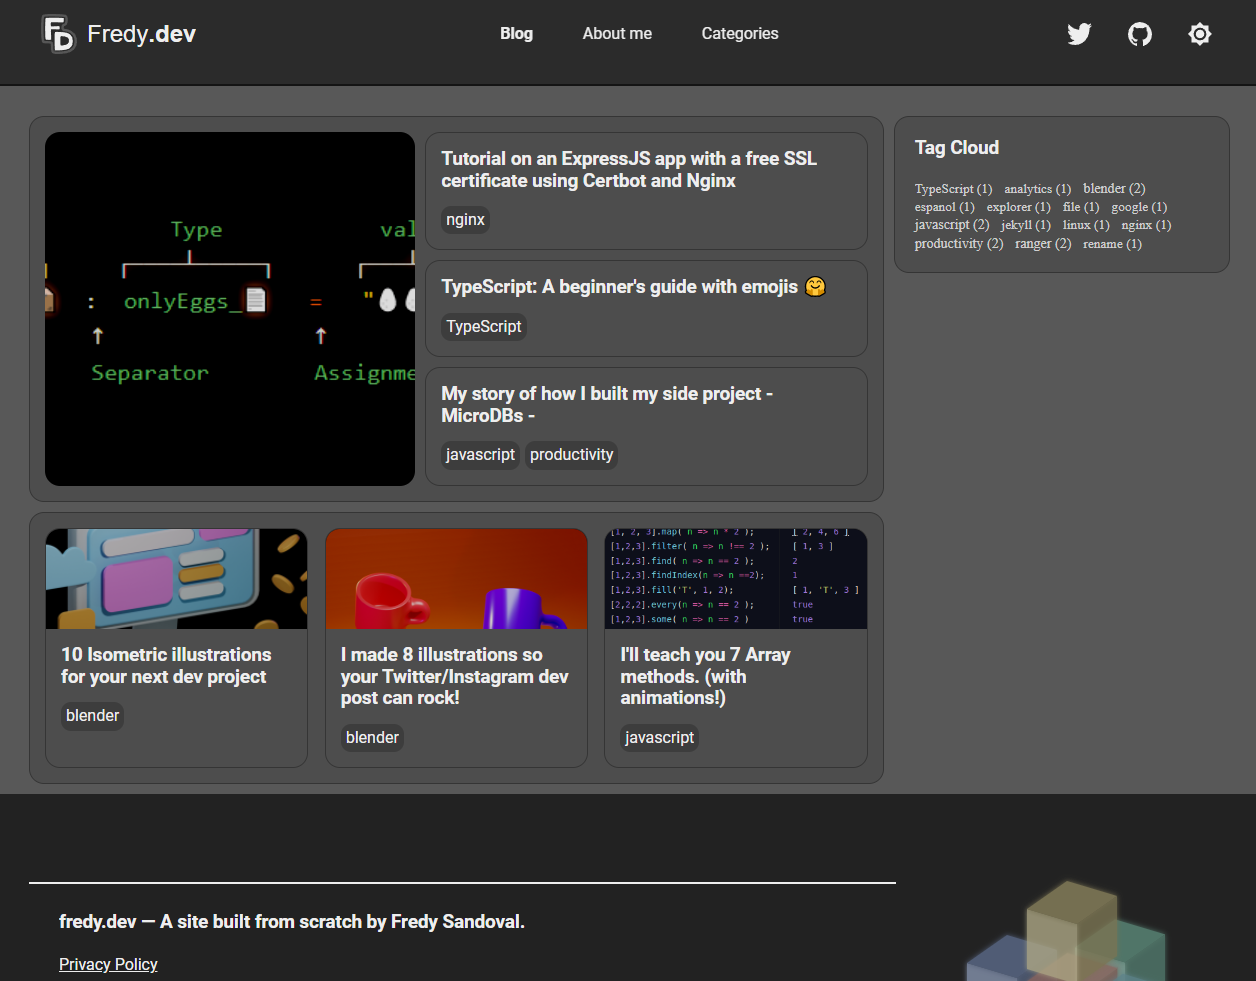 FD Fredy.dev
Blog
About me
Categories
Type
val
: onlyEggs_ = "
Separator
Assignme
Tutorial on an ExpressJS app with a free SSL
certificate using Certbot and Nginx
nginx
TypeScript: A beginner's guide with emojis 🤗
TypeScript
My story of how I built my side project -
MicroDBs -
javascript productivity
Tag Cloud
TypeScript (1) analytics (1) blender (2)
espanol (1) explorer (1) file (1) google (1)
javascript (2) jekyll (1) linux (1) nginx (1)
productivity (2) ranger (2) rename (1)
10 Isometric illustrations
for your next dev project
blender
I made 8 illustrations so
your Twitter/Instagram dev
post can rock!
blender
[1, 2, 3].map( n => n * 2 ); [ 2, 4, 6 ]
[1,2,3].filter( n => n !== 2 ); [ 1, 3 ]
[1,2,3].find( n => n == 2 ); 2
[1,2,3].findIndex(n => n ==2); 1
[1,2,3].fill('T', 1, 2); [ 1, 'T', 3 ]
[2,2,2].every(n => n == 2 ); true
[1,2,3].some( n => n == 2 ) true
I'll teach you 7 Array
methods. (with
animations!)
javascript
fredy.dev — A site built from scratch by Fredy Sandoval.
Privacy Policy